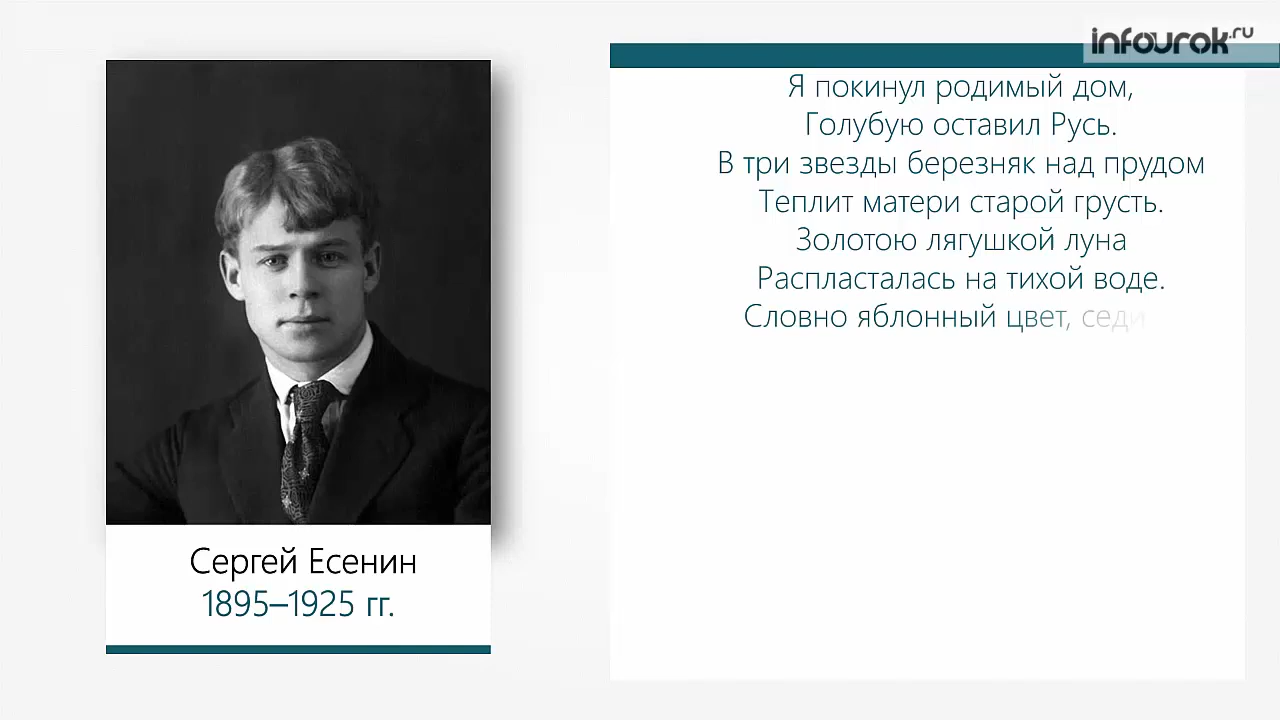 infourok.ru
Я покинул родимый дом,
Голубую оставил Русь.
В три звезды березняк над прудом
Теплит матери старой грусть.
Золотою лягушкой луна
Распласталась на тихой воде.
Словно яблонный цвет, седи
Сергей Есенин
1895–1925 гг.